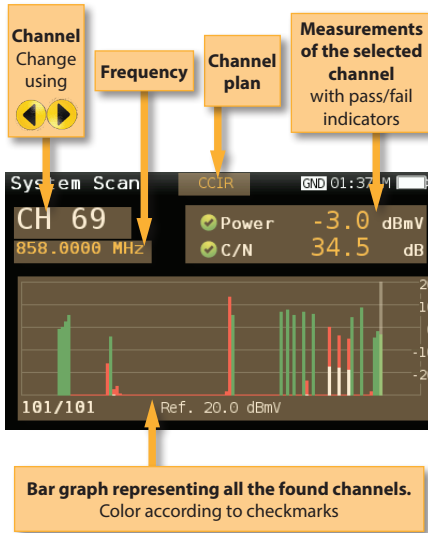 Channel
Change
using
Frequency
Channel
plan
Measurements
of the selected
channel
with pass/fail
indicators
System Scan CCIR GND 01:37 M
CH 69
858.0000 MHz
Power -3.0 dBmV
C/N 34.5 dB
-10
101/101 Ref. 20.0 dBmV
Bar graph representing all the found channels.
Color according to checkmarks